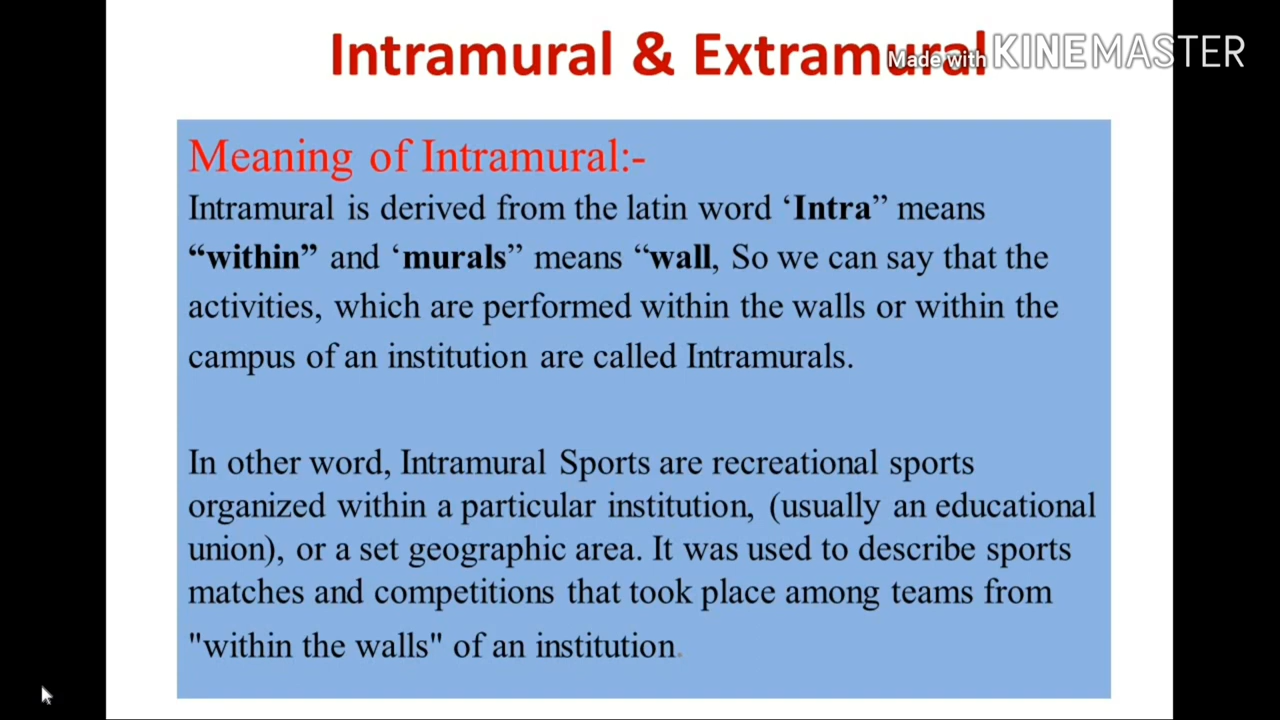 Intramural & Extramural
Made with KINEMASTER
Meaning of Intramural:-
Intramural is derived from the latin word ‘Intra” means
“within” and ‘murals” means “wall, So we can say that the
activities, which are performed within the walls or within the
campus of an institution are called Intramurals.
In other word, Intramural Sports are recreational sports
organized within a particular institution, (usually an educational
union), or a set geographic area. It was used to describe sports
matches and competitions that took place among teams from
"within the walls" of an institution.